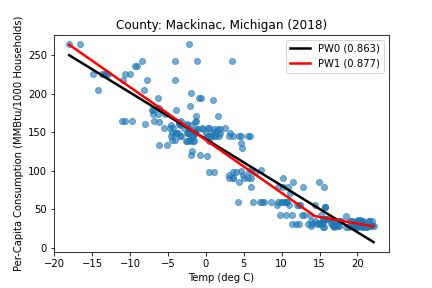 County: Mackinac, Michigan (2018)
PW0 (0.863)
PW1 (0.877)
Per-Capita Consumption (MMBtu/1000 Households)
250
200
150
100
50
0
−20 −15 −10 −5 0 5 10 15 20
Temp (deg C)